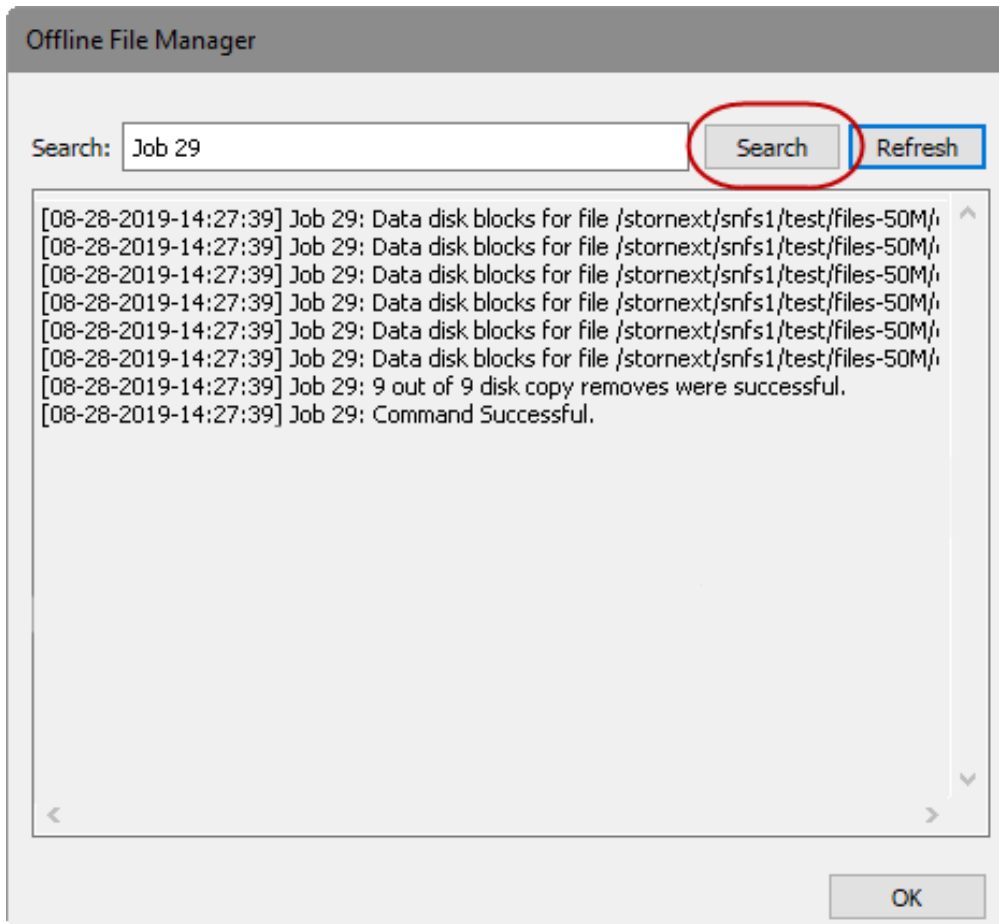 Offline File Manager
Search: Job 29 Search Refresh
[08-28-2019-14:27:39] Job 29: Data disk blocks for file /stornext/snfs1/test/files-50M/
[08-28-2019-14:27:39] Job 29: Data disk blocks for file /stornext/snfs1/test/files-50M/
[08-28-2019-14:27:39] Job 29: Data disk blocks for file /stornext/snfs1/test/files-50M/
[08-28-2019-14:27:39] Job 29: Data disk blocks for file /stornext/snfs1/test/files-50M/
[08-28-2019-14:27:39] Job 29: Data disk blocks for file /stornext/snfs1/test/files-50M/
[08-28-2019-14:27:39] Job 29: Data disk blocks for file /stornext/snfs1/test/files-50M/
[08-28-2019-14:27:39] Job 29: 9 out of 9 disk copy removes were successful.
[08-28-2019-14:27:39] Job 29: Command Successful.
OK